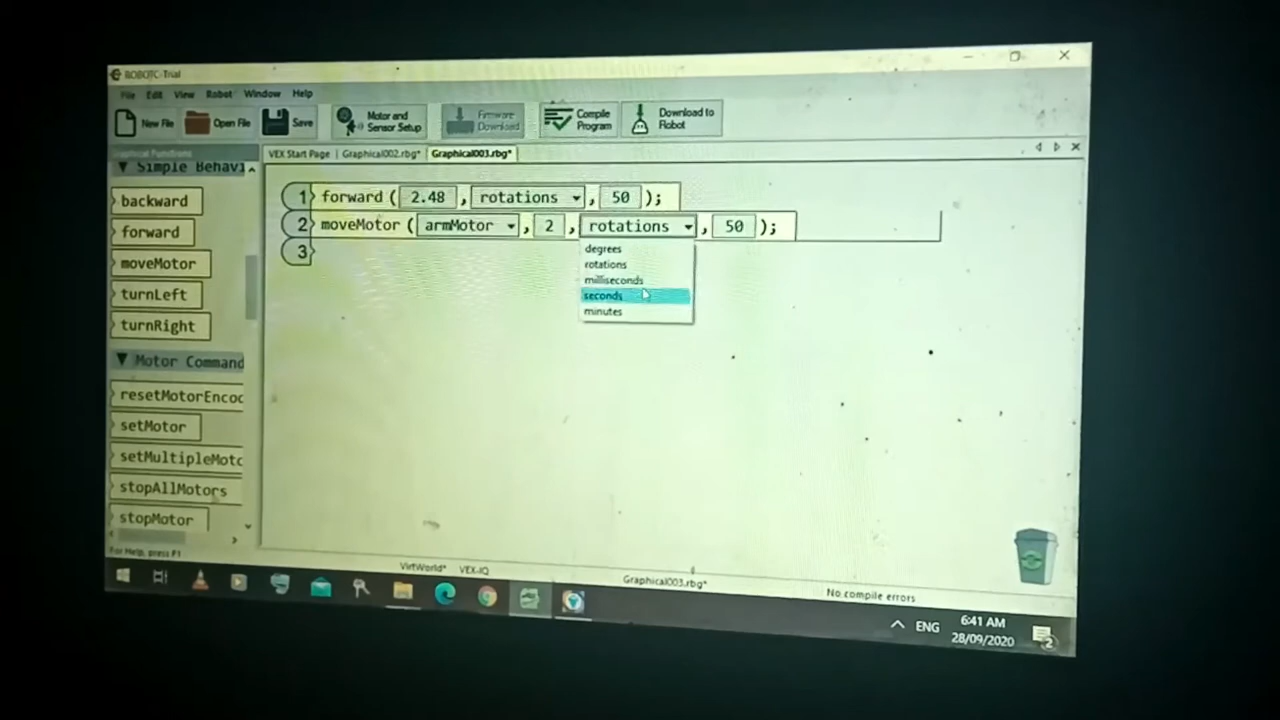 ROBOTC-Trial
File Edit View Robot Window Help
New File Open File Save Motor and Sensor Setup Firmware Download Compile Program Download to Robot
Graphical Functions VEX Start Page Graphical002.rbg* Graphical003.rbg*
Simple Behavi
backward
forward
moveMotor
turnLeft
turnRight
Motor Command
resetMotorEncod
setMotor
setMultipleMoto
stopAllMotors
stopMotor
1 forward ( 2.48 , rotations , 50 );
2 moveMotor ( armMotor , 2 , rotations , 50 );
3
degrees
rotations
milliseconds
seconds
minutes
For Help, press F1
VirtWorld* VEX-IQ Graphical003.rbg* No compile errors
ENG 6:41 AM
28/09/2020
2